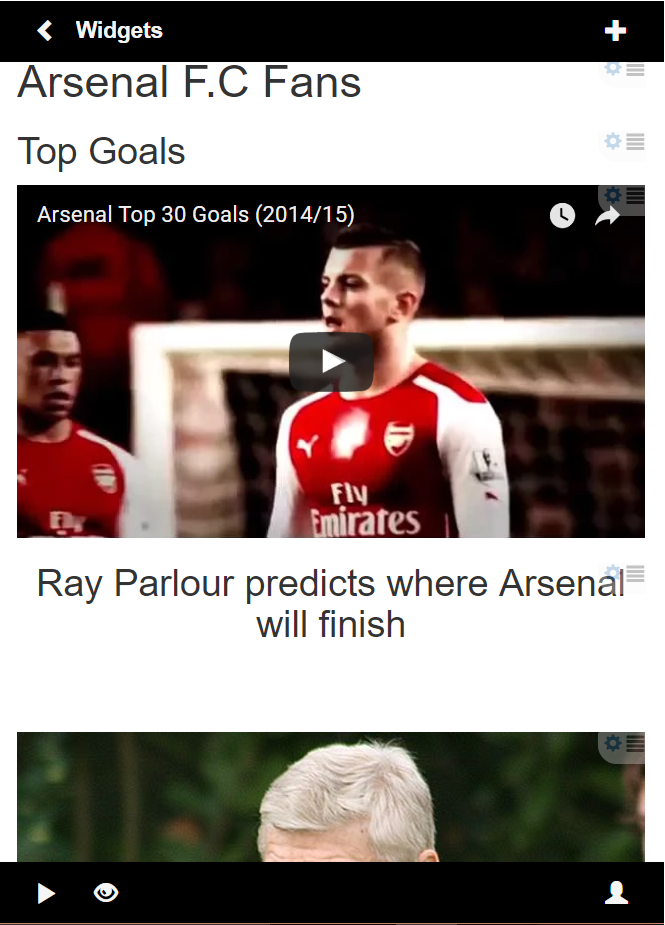 Widgets
Arsenal F.C Fans
Top Goals
Arsenal Top 30 Goals (2014/15)
Fly
Emirates
Ray Parlour predicts where Arsenal
will finish